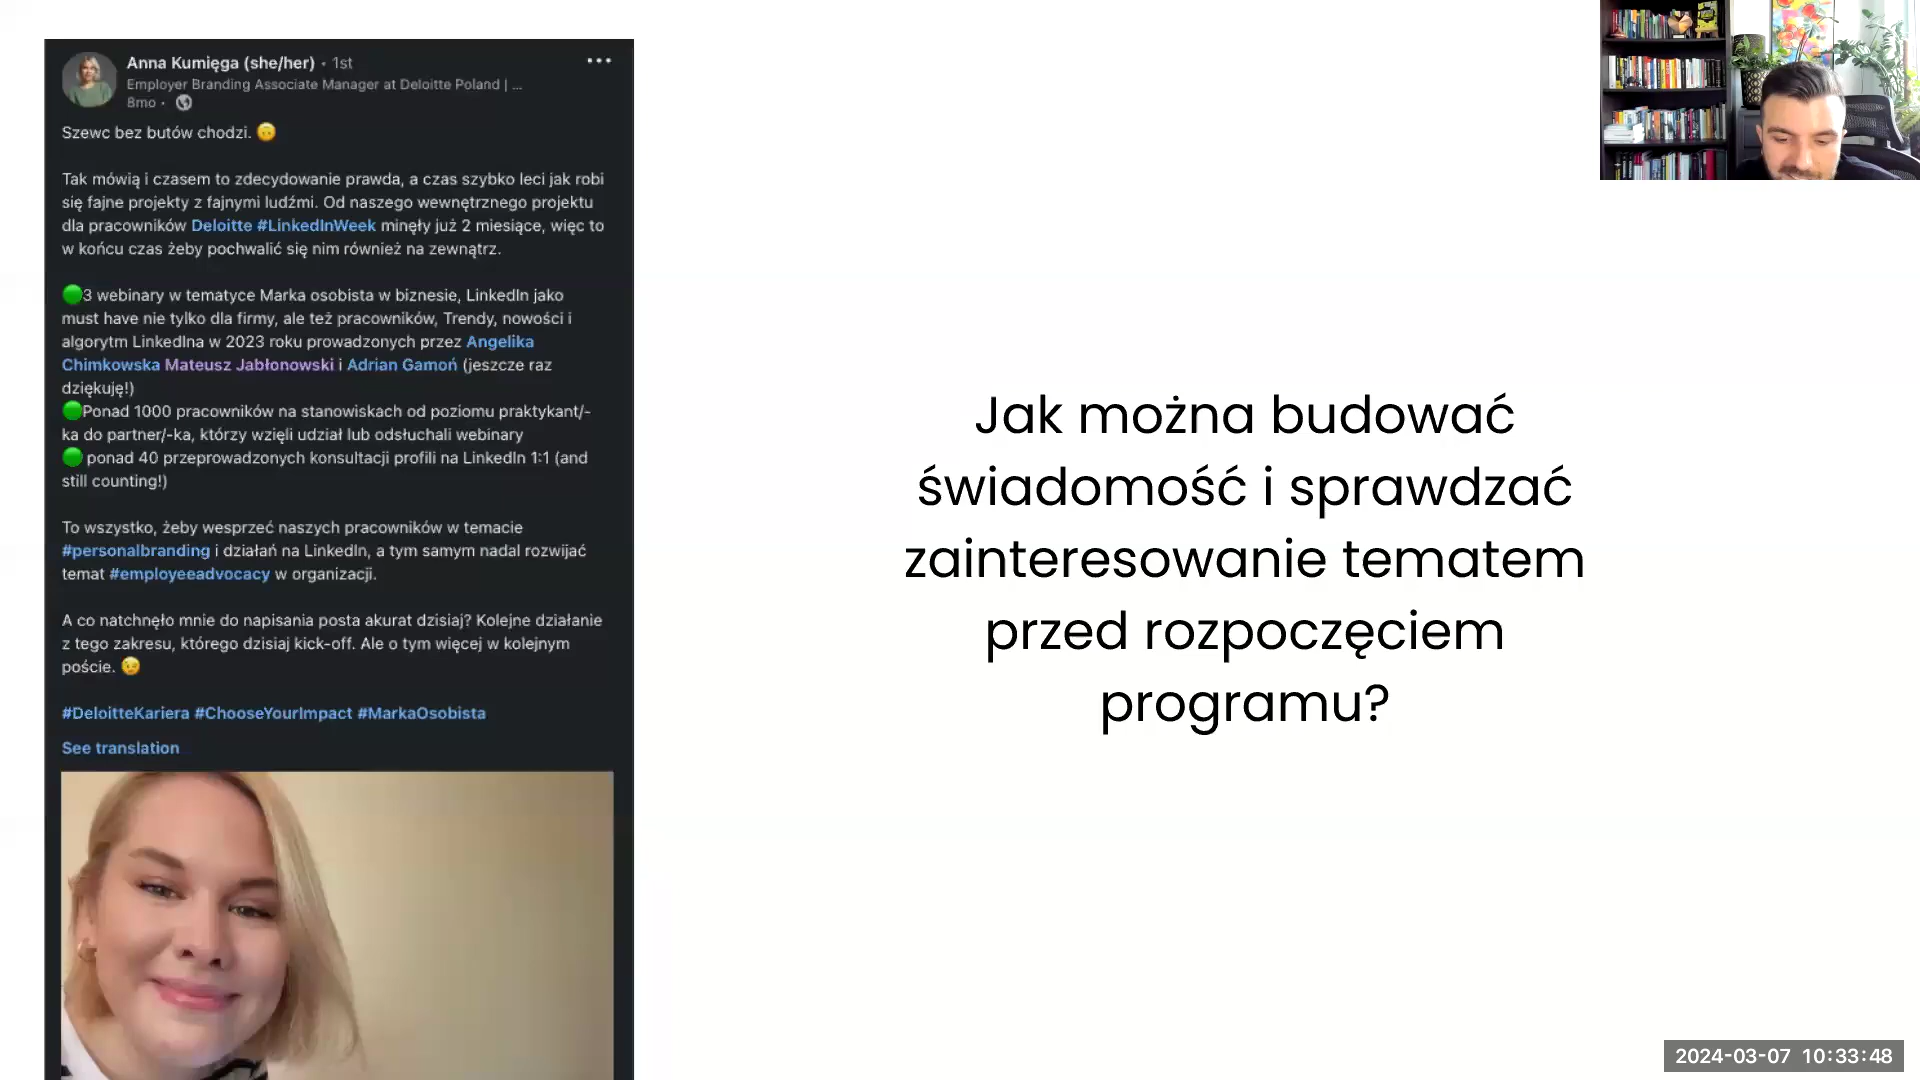 Anna Kumięga (she/her) • 1st
Employer Branding Associate Manager at Deloitte Poland | ...
8mo •
Szewc bez butów chodzi. 🙃
Tak mówią i czasem to zdecydowanie prawda, a czas szybko leci jak robi
się fajne projekty z fajnymi ludźmi. Od naszego wewnętrznego projektu
dla pracowników Deloitte #LinkedInWeek minęły już 2 miesiące, więc to
w końcu czas żeby pochwalić się nim również na zewnątrz.
🟢3 webinary w tematyce Marka osobista w biznesie, LinkedIn jako
must have nie tylko dla firmy, ale też pracowników, Trendy, nowości i
algorytm LinkedIna w 2023 roku prowadzonych przez Angelika
Chimkowska Mateusz Jabłonowski i Adrian Gamoń (jeszcze raz
dziękuję!)
🟢Ponad 1000 pracowników na stanowiskach od poziomu praktykant/-
ka do partner/-ka, którzy wzięli udział lub odsłuchali webinary
🟢 ponad 40 przeprowadzonych konsultacji profili na LinkedIn 1:1 (and
still counting!)
To wszystko, żeby wesprzeć naszych pracowników w temacie
#personalbranding i działań na LinkedIn, a tym samym nadal rozwijać
temat #employeeadvocacy w organizacji.
A co natchnęło mnie do napisania posta akurat dzisiaj? Kolejne działanie
z tego zakresu, którego dzisiaj kick-off. Ale o tym więcej w kolejnym
poście. 😉
#DeloitteKariera #ChooseYourImpact #MarkaOsobista
See translation
Jak można budować
świadomość i sprawdzać
zainteresowanie tematem
przed rozpoczęciem
programu?
2024-03-07 10:33:48